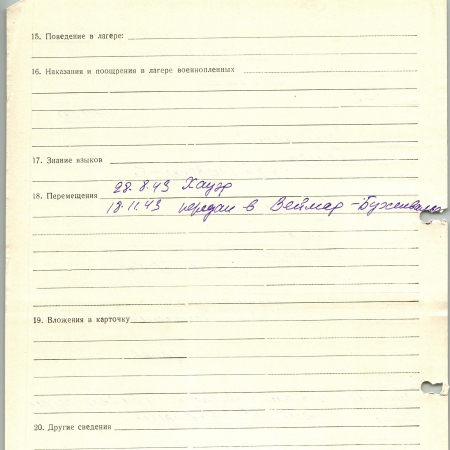 15. Поведение в лагере:
16. Наказания и поощрения в лагере военнопленных
17. Знание языков
18. Перемещения 28.8.43 Хауэр
18.11.43 передан в Веймар-Бухенвальд
19. Вложения в карточку
20. Другие сведения